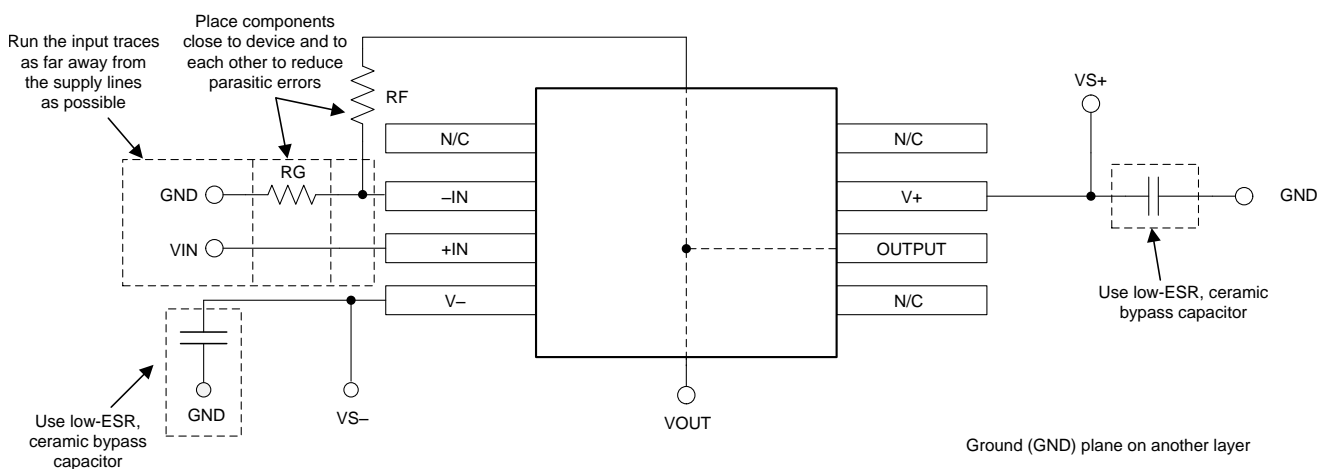 Place components
close to device and to
each other to reduce
parasitic errors
Run the input traces
as far away from
the supply lines
as possible
RF
VS+
N/C
N/C
RG
GND
–IN
V+
GND
VIN
+IN
OUTPUT
V–
N/C
Use low-ESR, ceramic
bypass capacitor
GND
VS–
VOUT
Use low-ESR,
ceramic bypass
capacitor
Ground (GND) plane on another layer